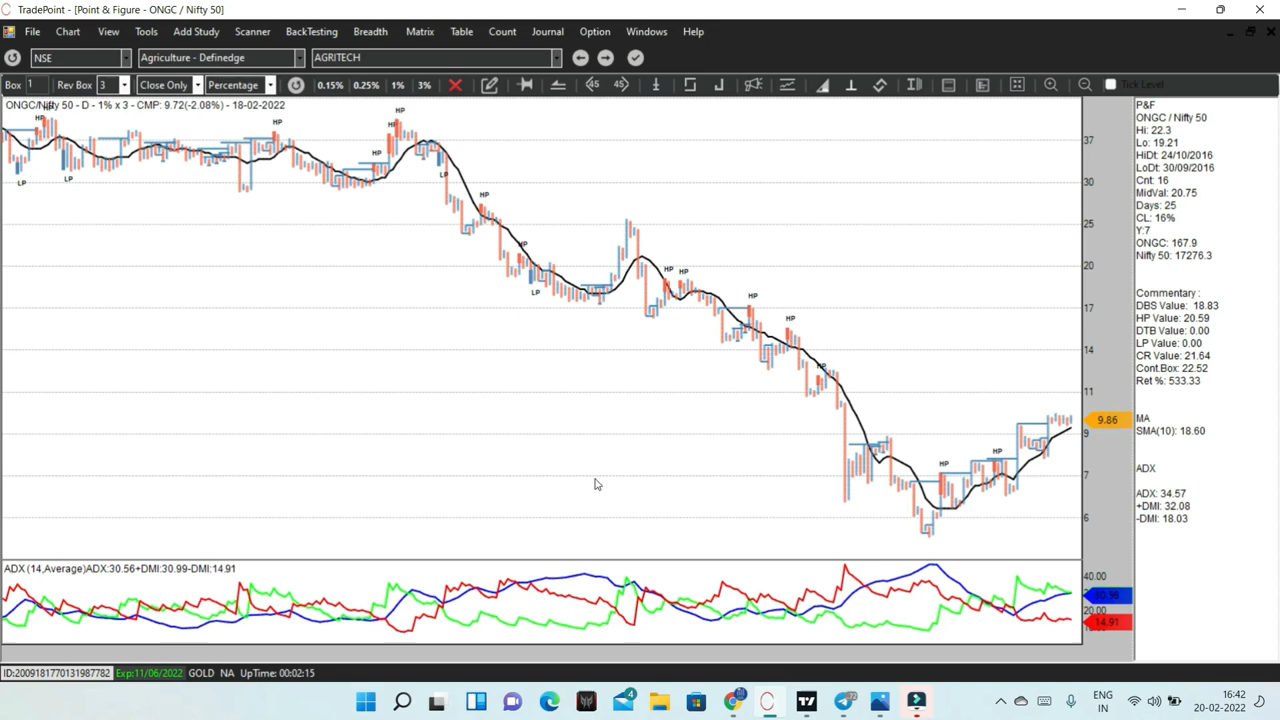 TradePoint - [Point & Figure - ONGC / Nifty 50]
File Chart View Tools Add Study Scanner BackTesting Breadth Matrix Table Count Journal Option Windows Help
NSE Agriculture - Definedge AGRITECH
Box 1 Rev Box 3 Close Only Percentage 0.15% 0.25% 1% 3% 45 45 Tick Level
ONGC/Nifty 50 - D - 1% x 3 - CMP: 9.72(-2.08%) - 18-02-2022
HP
HP
HP
HP
HP
HP
LP
LP
LP
HP
HP
LP
HP
HP
HP
HP
HP
HP
HP
37
30
25
20
17
14
11
9.86
9
7
6
P&F
ONGC / Nifty 50
Hi: 22.3
Lo: 19.21
HiDt: 24/10/2016
LoDt: 30/09/2016
Cnt: 16
MidVal: 20.75
Days: 25
CL: 16%
Y:7
ONGC: 167.9
Nifty 50: 17276.3
Commentary :
DBS Value: 18.83
HP Value: 20.59
DTB Value: 0.00
LP Value: 0.00
CR Value: 21.64
Cont.Box: 22.52
Ret %: 533.33
MA
SMA(10): 18.60
ADX
ADX: 34.57
+DMI: 32.08
-DMI: 18.03
ADX (14,Average)ADX:30.56+DMI:30.99-DMI:14.91
40.00
30.56
20.00
14.91
ID:2009181770131987782 Exp:11/06/2022 GOLD NA UpTime: 00:02:15
4
ENG
IN
16:42
20-02-2022